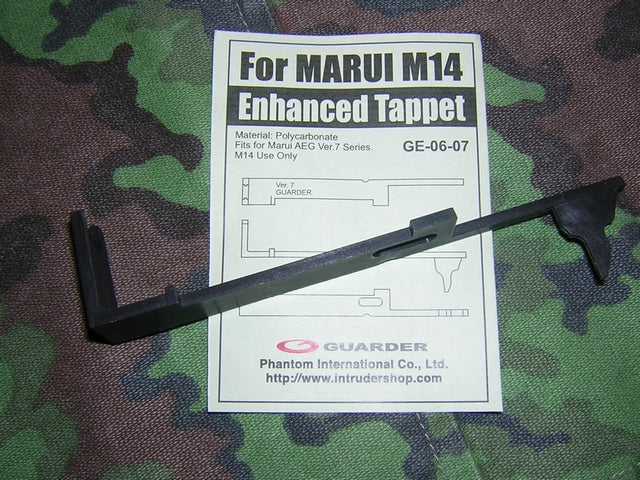 For MARUI M14
Enhanced Tappet
Material: Polycarbonate
Fits for Marui AEG Ver.7 Series.
M14 Use Only
GE-06-07
Ver. 7
GUARDER
GUARDER
Phantom International Co., Ltd.
http://www.intrudershop.com